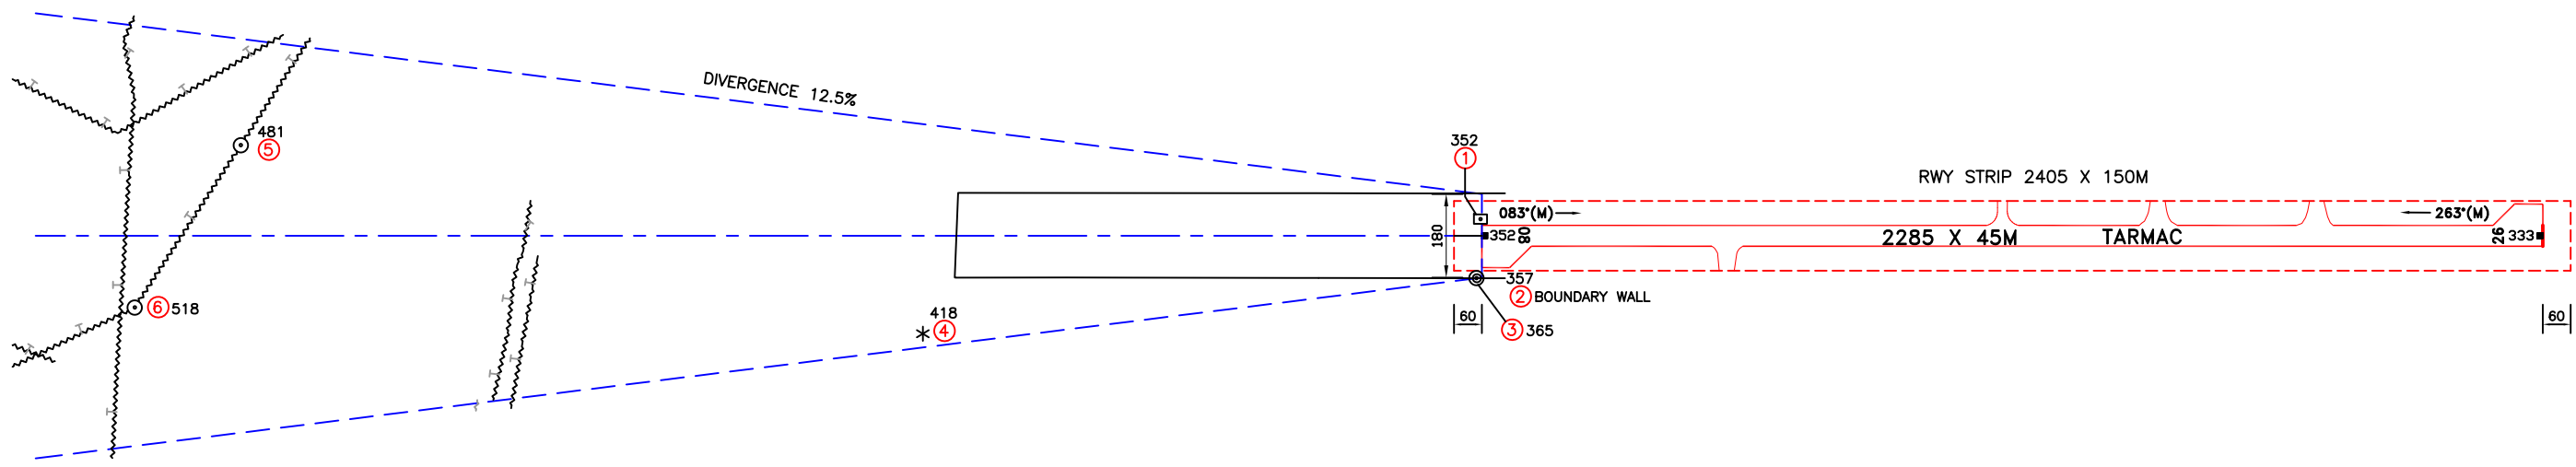 DIVERGENCE 12.5%
481
5
6 518
418
4
352
1
180
083°(M)
352
08
357
2 BOUNDARY WALL
60
3 365
RWY STRIP 2405 X 150M
2285 X 45M TARMAC
263°(M)
26
333
60